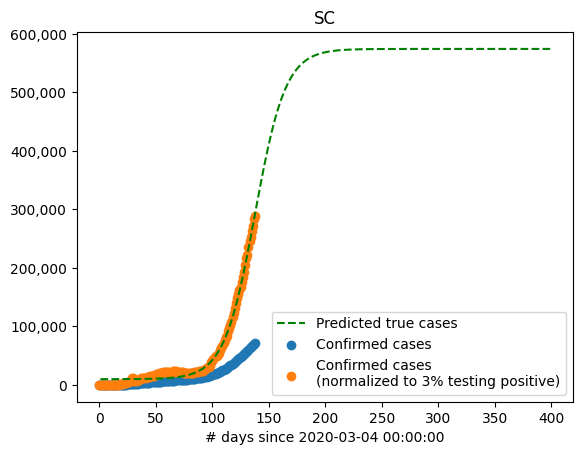 SC
600,000
500,000
400,000
300,000
200,000
100,000
0
Predicted true cases
Confirmed cases
Confirmed cases
(normalized to 3% testing positive)
0 50 100 150 200 250 300 350 400
# days since 2020-03-04 00:00:00